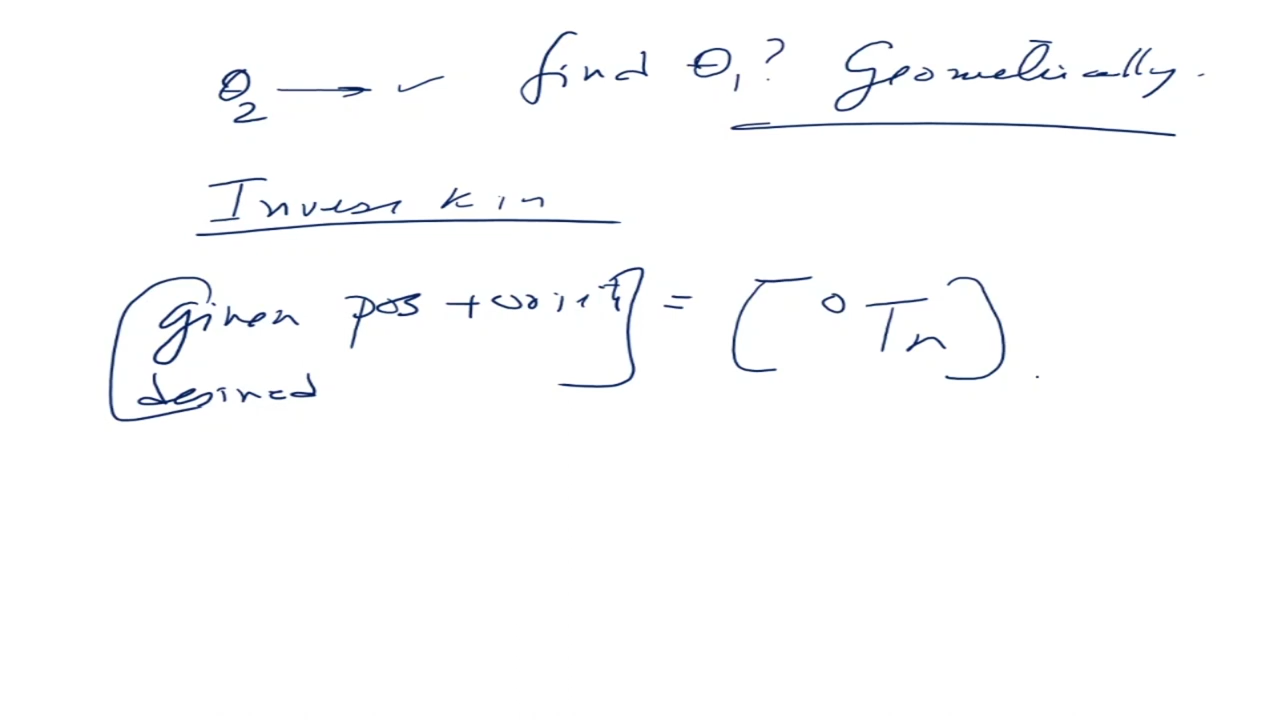 θ₂ → ✓ find θ₁? Geometrically.
Inverse kin
[given pos + orient] = [⁰Tₙ]
desired